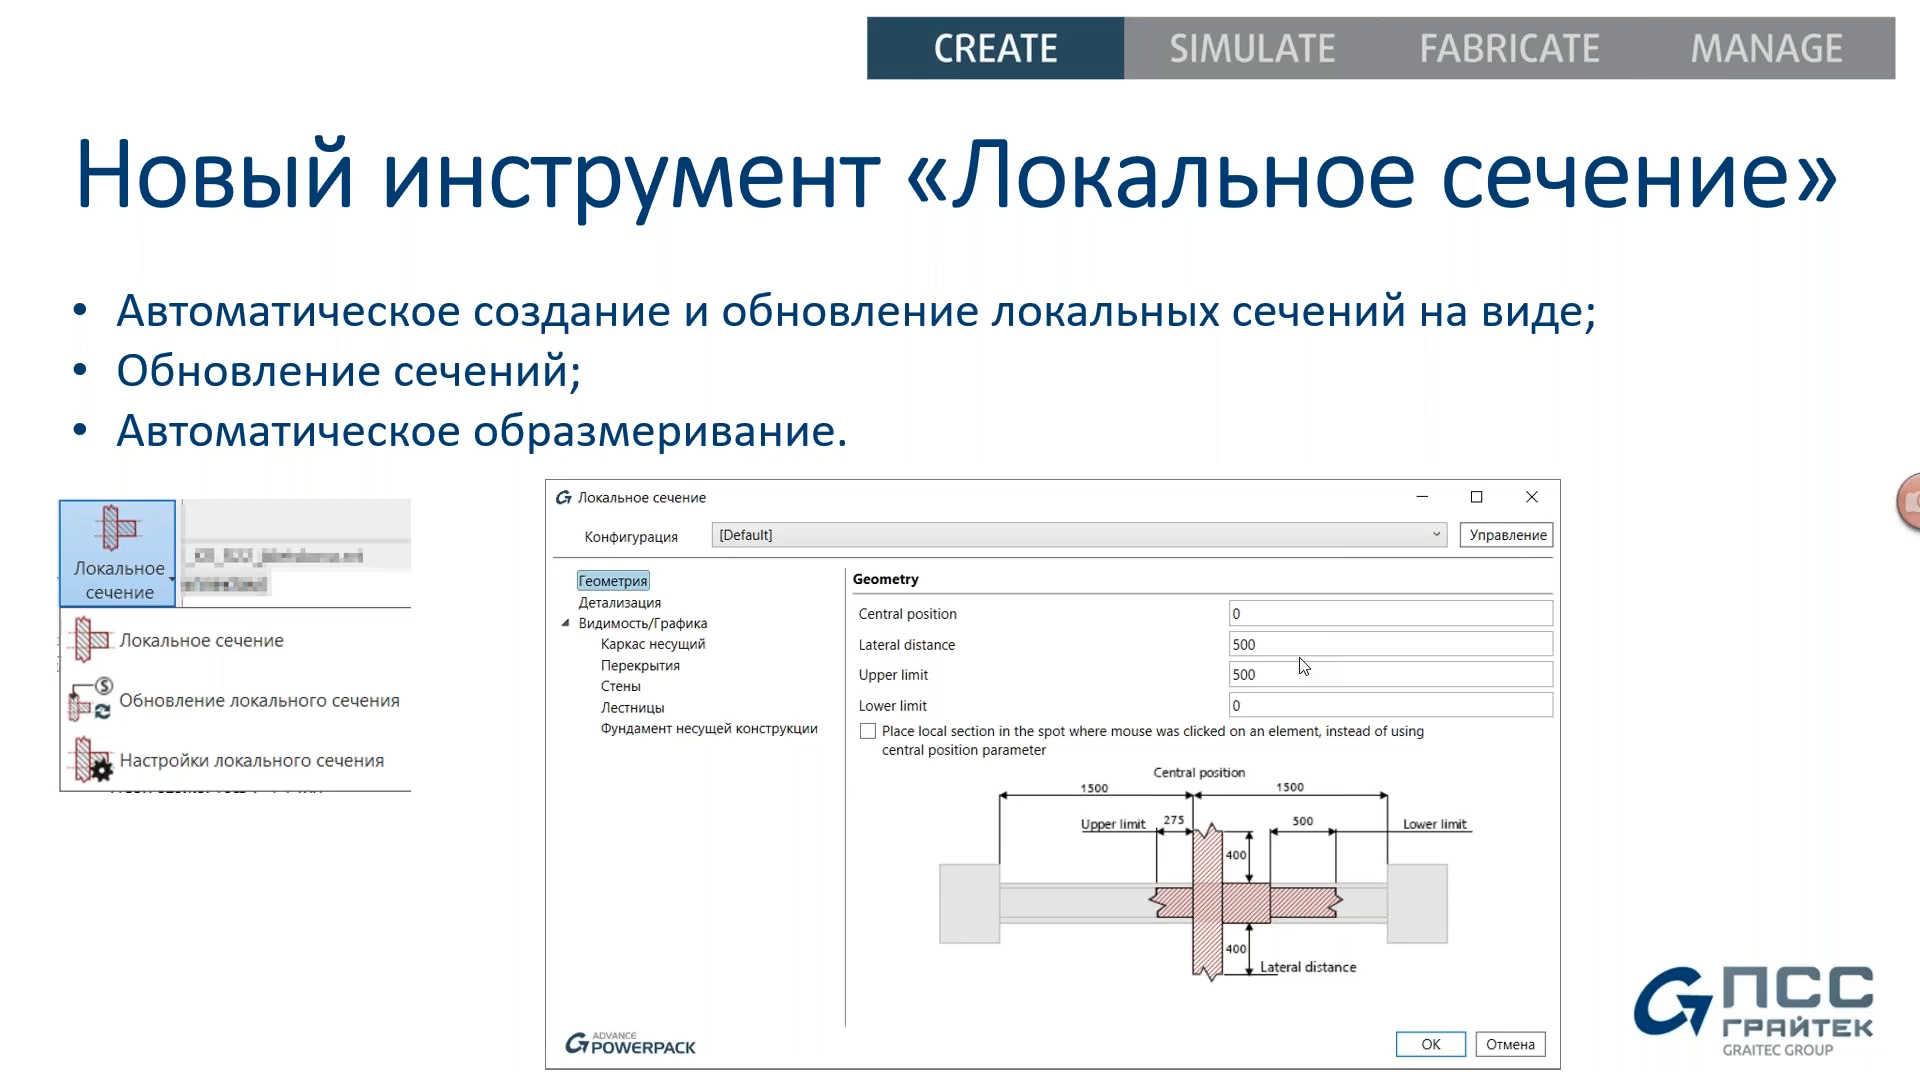 CREATE SIMULATE FABRICATE MANAGE
Новый инструмент «Локальное сечение»
• Автоматическое создание и обновление локальных сечений на виде;
• Обновление сечений;
• Автоматическое образмеривание.
Локальное
сечение
Локальное сечение
Обновление локального сечения
Настройки локального сечения
Локальное сечение
Конфигурация [Default] Управление
Геометрия
Детализация
Видимость/Графика
Каркас несущий
Перекрытия
Стены
Лестницы
Фундамент несущей конструкции
Geometry
Central position 0
Lateral distance 500
Upper limit 500
Lower limit 0
Place local section in the spot where mouse was clicked on an element, instead of using
central position parameter
Central position
1500 1500
Upper limit 275 500 Lower limit
400
400
Lateral distance
ADVANCE
POWERPACK
OK Отмена
ПСС
ГРАЙТЕК
GRAITEC GROUP